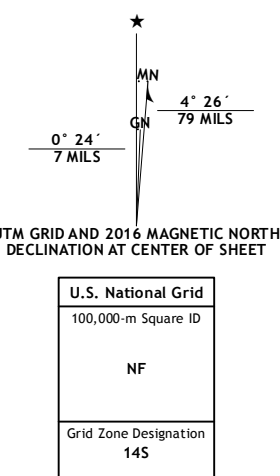 MN
GN
4° 26´
79 MILS
0° 24´
7 MILS
UTM GRID AND 2016 MAGNETIC NORTH
DECLINATION AT CENTER OF SHEET
U.S. National Grid
100,000-m Square ID
NF
Grid Zone Designation
14S